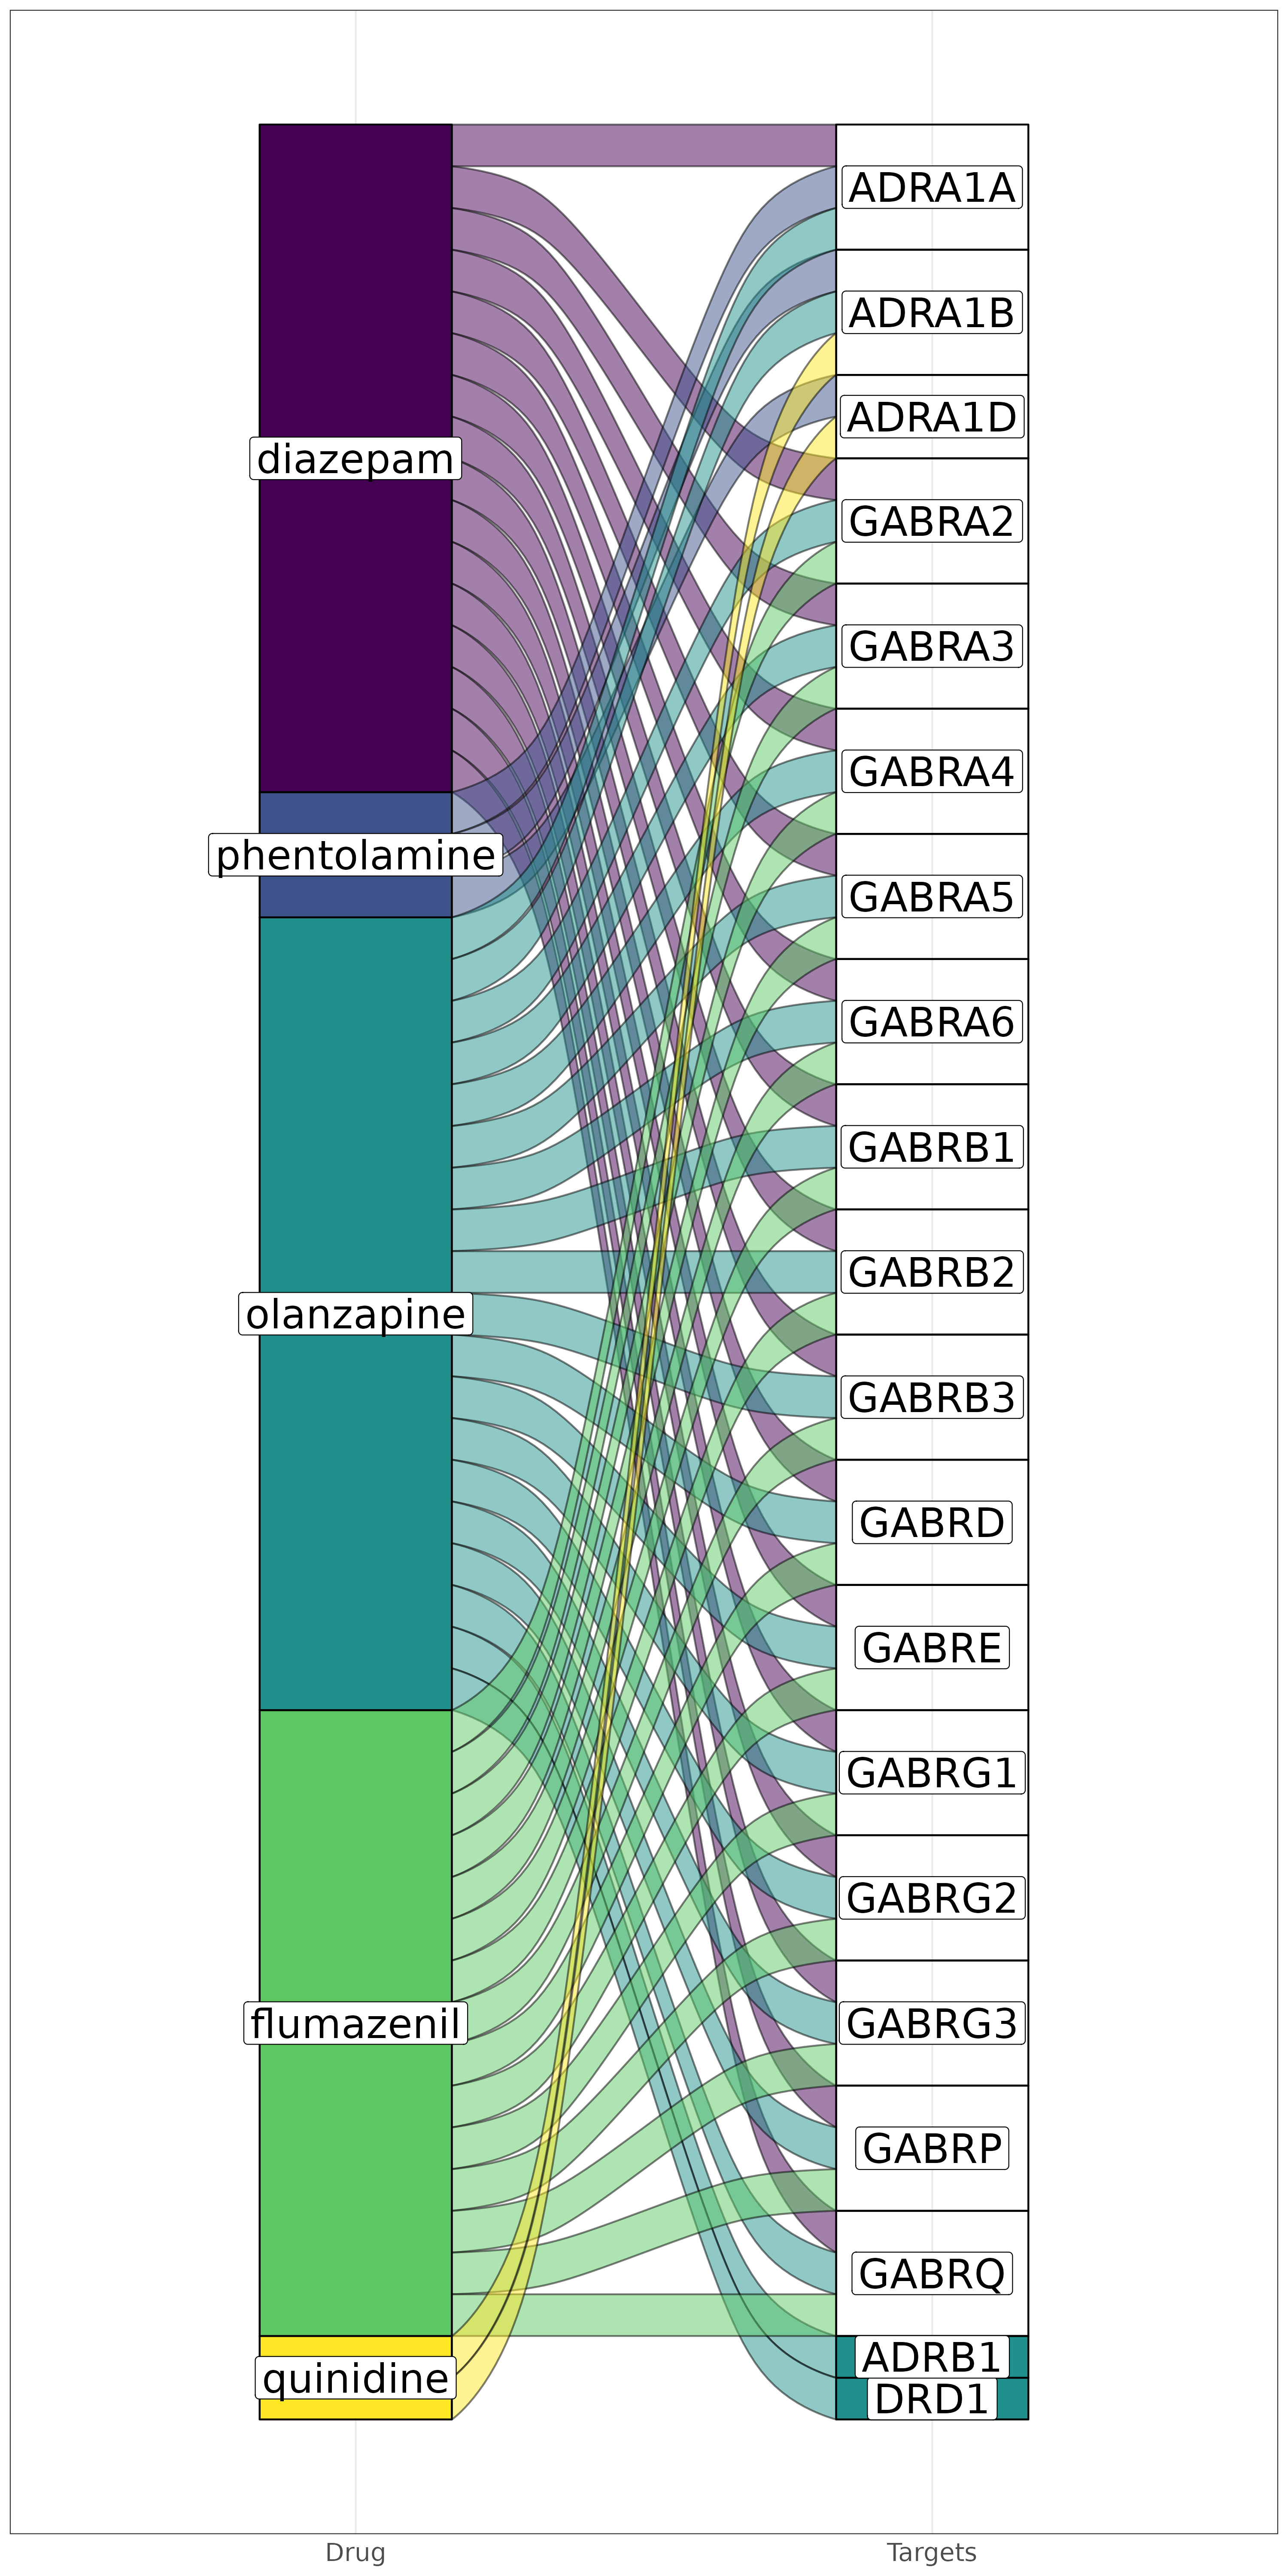 diazepam
phentolamine
olanzapine
flumazenil
quinidine
ADRA1A
ADRA1B
ADRA1D
GABRA2
GABRA3
GABRA4
GABRA5
GABRA6
GABRB1
GABRB2
GABRB3
GABRD
GABRE
GABRG1
GABRG2
GABRG3
GABRP
GABRQ
ADRB1
DRD1
Drug
Targets